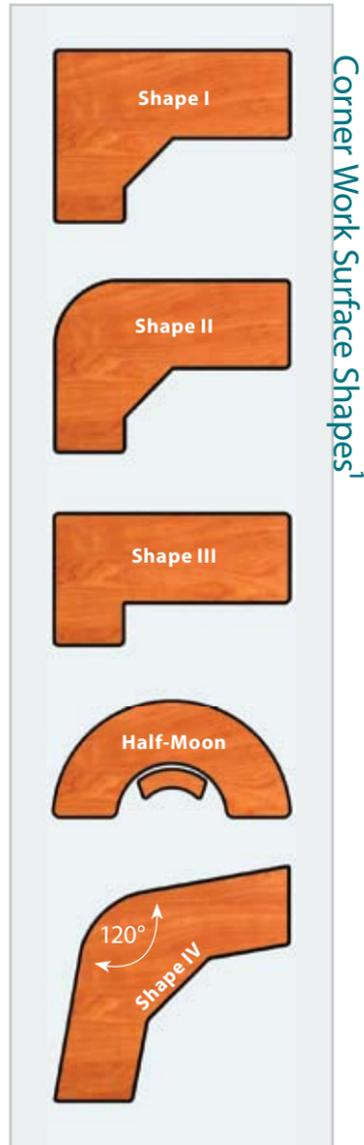 Corner Work Surface Shapes¹
Shape I
Shape II
Shape III
Half-Moon
120°
Shape IV